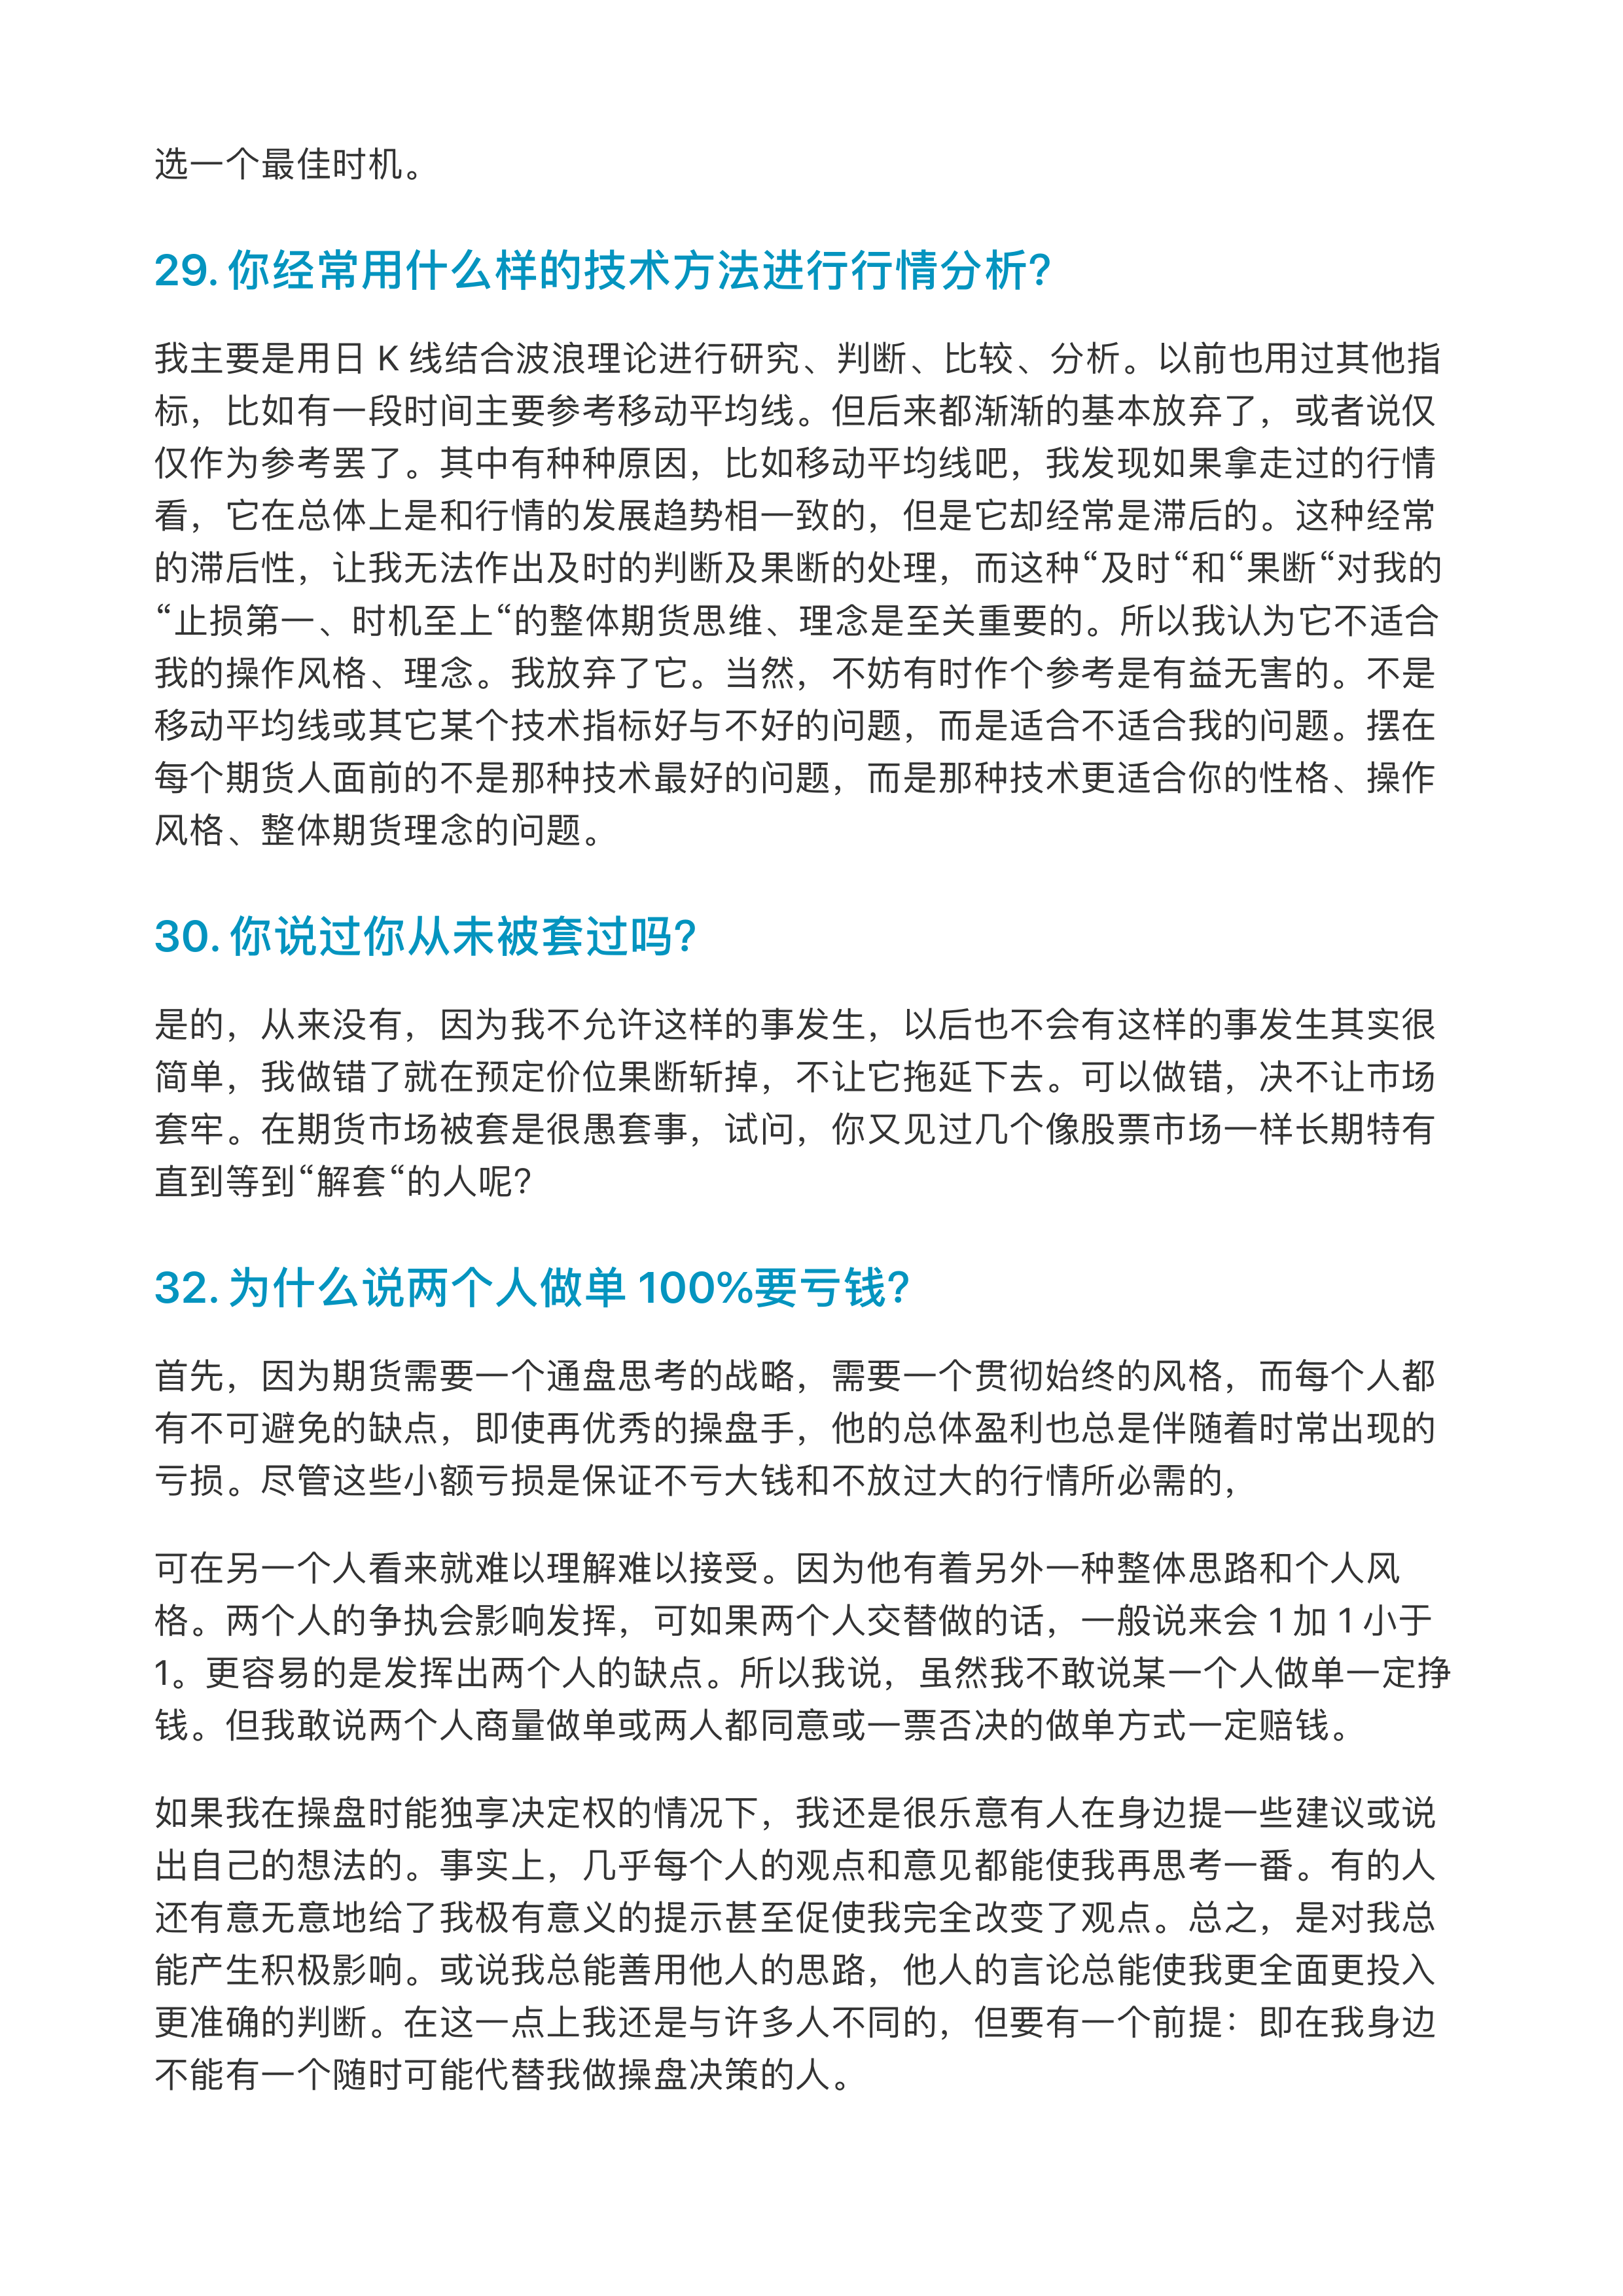 选一个最佳时机。
29. 你经常用什么样的技术方法进行行情分析?
我主要是用日 K 线结合波浪理论进行研究、判断、比较、分析。以前也用过其他指
标，比如有一段时间主要参考移动平均线。但后来都渐渐的基本放弃了，或者说仅
仅作为参考罢了。其中有种种原因，比如移动平均线吧，我发现如果拿走过的行情
看，它在总体上是和行情的发展趋势相一致的，但是它却经常是滞后的。这种经常
的滞后性，让我无法作出及时的判断及果断的处理，而这种“及时“和“果断“对我的
“止损第一、时机至上“的整体期货思维、理念是至关重要的。所以我认为它不适合
我的操作风格、理念。我放弃了它。当然，不妨有时作个参考是有益无害的。不是
移动平均线或其它某个技术指标好与不好的问题，而是适合不适合我的问题。摆在
每个期货人面前的不是那种技术最好的问题，而是那种技术更适合你的性格、操作
风格、整体期货理念的问题。
30. 你说过你从未被套过吗?
是的，从来没有，因为我不允许这样的事发生，以后也不会有这样的事发生其实很
简单，我做错了就在预定价位果断斩掉，不让它拖延下去。可以做错，决不让市场
套牢。在期货市场被套是很愚套事，试问，你又见过几个像股票市场一样长期特有
直到等到“解套“的人呢?
32. 为什么说两个人做单 100%要亏钱?
首先，因为期货需要一个通盘思考的战略，需要一个贯彻始终的风格，而每个人都
有不可避免的缺点，即使再优秀的操盘手，他的总体盈利也总是伴随着时常出现的
亏损。尽管这些小额亏损是保证不亏大钱和不放过大的行情所必需的，
可在另一个人看来就难以理解难以接受。因为他有着另外一种整体思路和个人风
格。两个人的争执会影响发挥，可如果两个人交替做的话，一般说来会 1 加 1 小于
1。更容易的是发挥出两个人的缺点。所以我说，虽然我不敢说某一个人做单一定挣
钱。但我敢说两个人商量做单或两人都同意或一票否决的做单方式一定赔钱。
如果我在操盘时能独享决定权的情况下，我还是很乐意有人在身边提一些建议或说
出自己的想法的。事实上，几乎每个人的观点和意见都能使我再思考一番。有的人
还有意无意地给了我极有意义的提示甚至促使我完全改变了观点。总之，是对我总
能产生积极影响。或说我总能善用他人的思路，他人的言论总能使我更全面更投入
更准确的判断。在这一点上我还是与许多人不同的，但要有一个前提：即在我身边
不能有一个随时可能代替我做操盘决策的人。